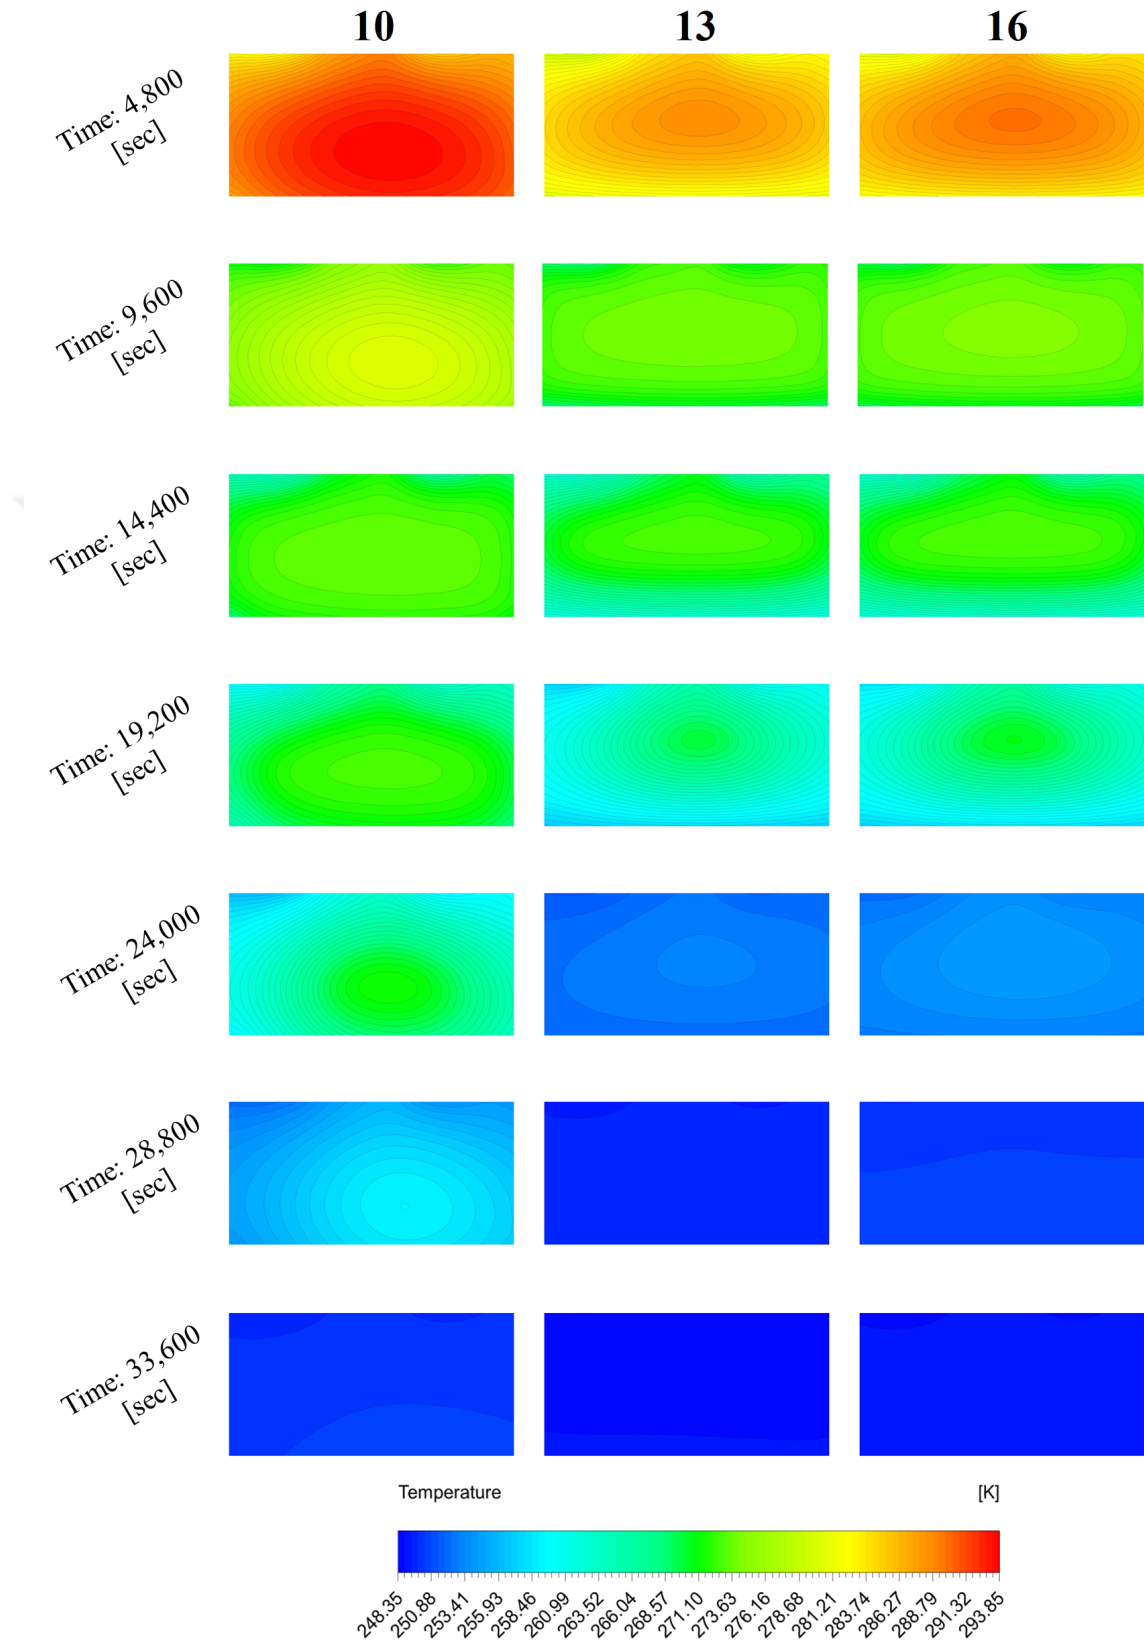 10 13 16
Time: 4,800
[sec]
Time: 9,600
[sec]
Time: 14,400
[sec]
Time: 19,200
[sec]
Time: 24,000
[sec]
Time: 28,800
[sec]
Time: 33,600
[sec]
Temperature [K]
248.35 250.88 253.41 255.93 258.46 260.99 263.52 266.04 268.57 271.10 273.63 276.16 278.68 281.21 283.74 286.27 288.79 291.32 293.85